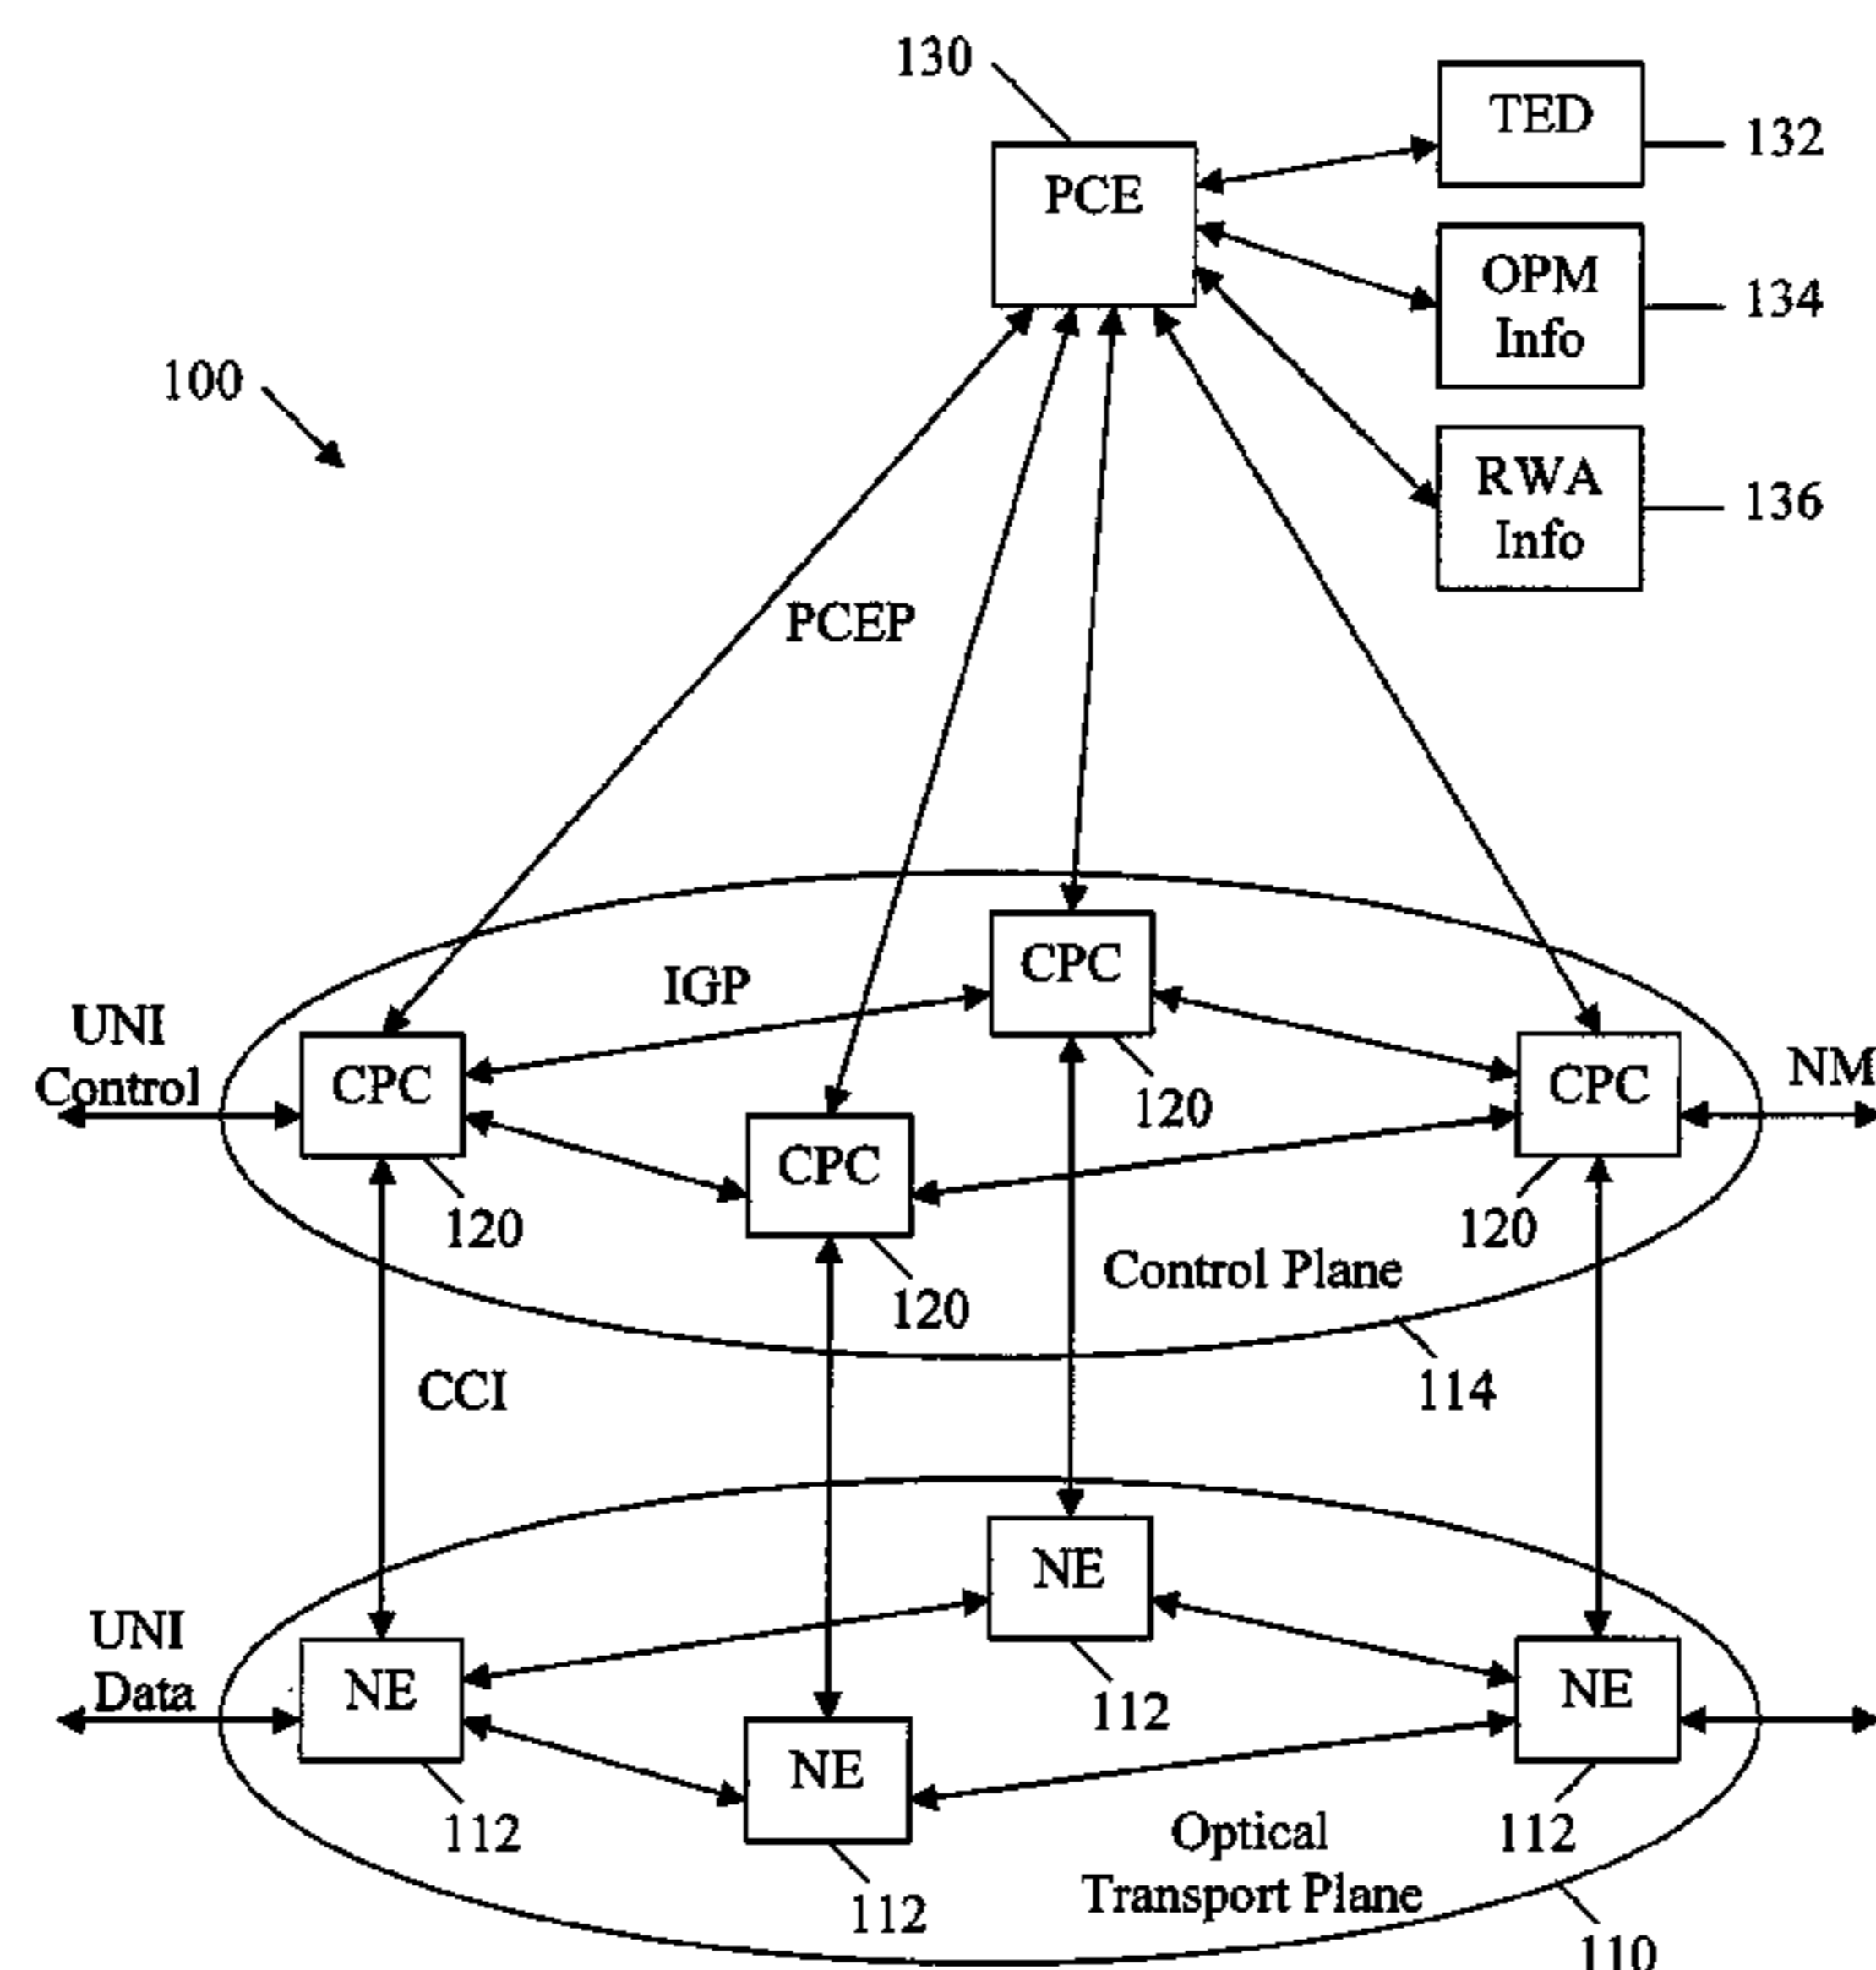 130
TED
132
PCE
OPM
Info
134
100
RWA
Info
136
PCEP
IGP
CPC
UNI
Control
CPC
120
CPC
NM
CPC
120
120
120
Control Plane
CCI
114
NE
UNI
Data
NE
112
NE
NE
112
112
112
Optical
Transport Plane
110